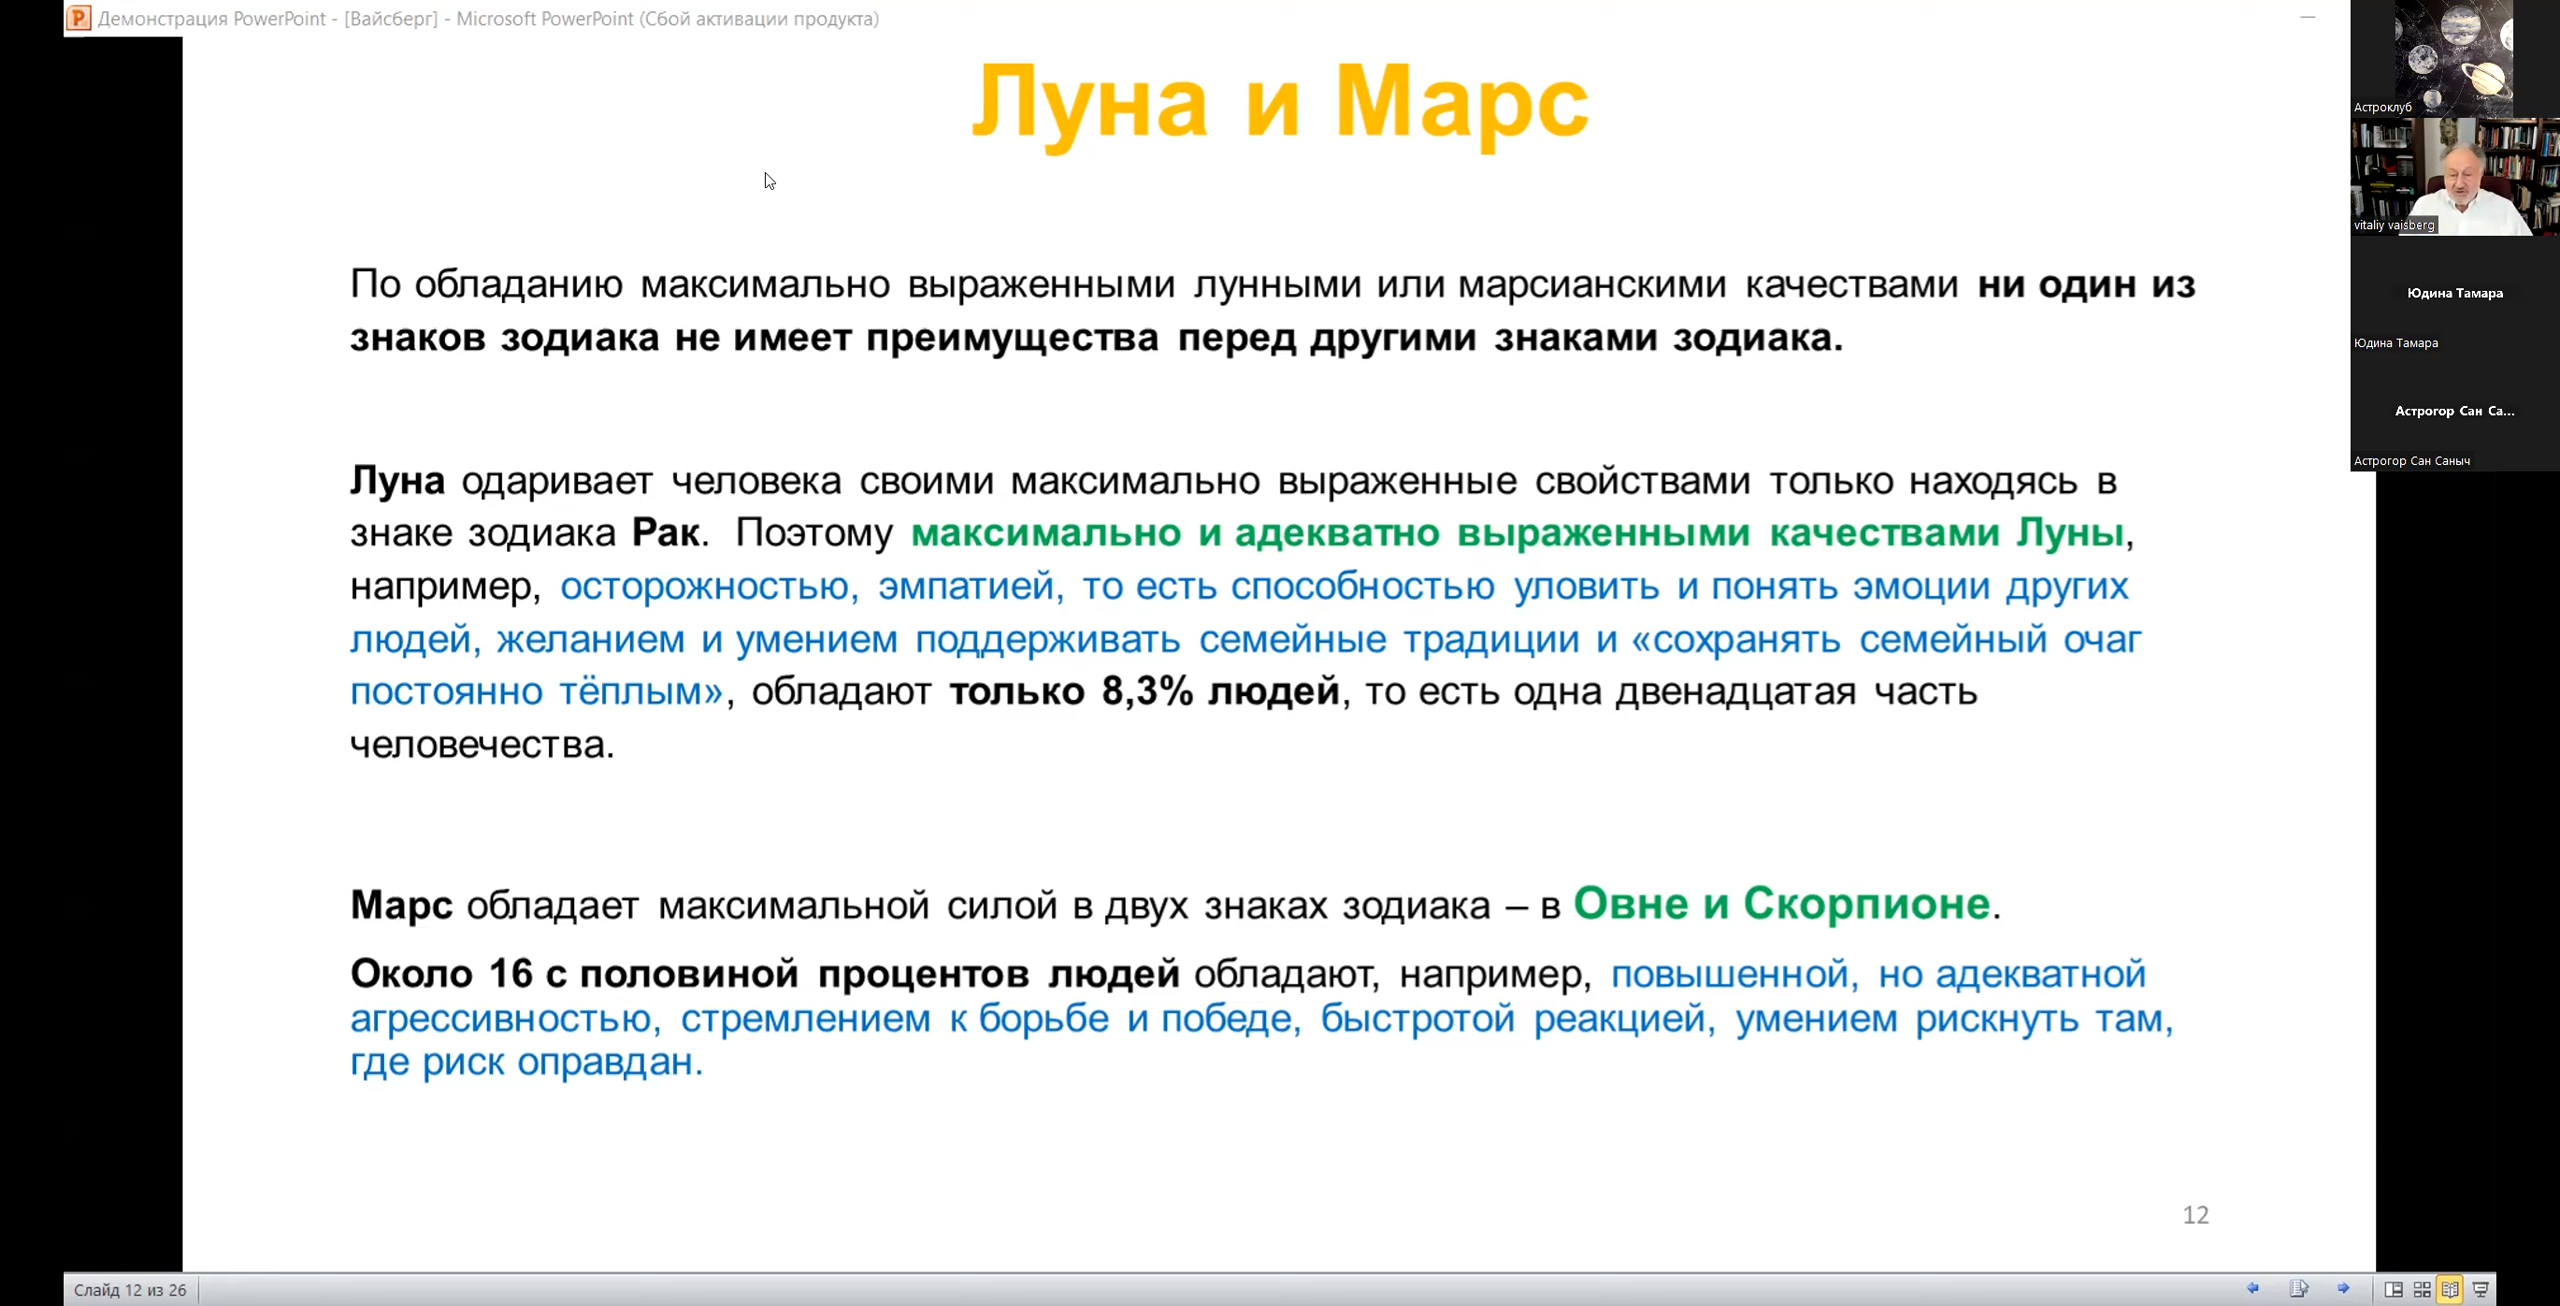 Демонстрация PowerPoint - [Вайсберг] - Microsoft PowerPoint (Сбой активации продукта)
Луна и Марс
По обладанию максимально выраженными лунными или марсианскими качествами ни один из
знаков зодиака не имеет преимущества перед другими знаками зодиака.
Луна одаривает человека своими максимально выраженные свойствами только находясь в
знаке зодиака Рак. Поэтому максимально и адекватно выраженными качествами Луны,
например, осторожностью, эмпатией, то есть способностью уловить и понять эмоции других
людей, желанием и умением поддерживать семейные традиции и «сохранять семейный очаг
постоянно тёплым», обладают только 8,3% людей, то есть одна двенадцатая часть
человечества.
Марс обладает максимальной силой в двух знаках зодиака – в Овне и Скорпионе.
Около 16 с половиной процентов людей обладают, например, повышенной, но адекватной
агрессивностью, стремлением к борьбе и победе, быстротой реакцией, умением рискнуть там,
где риск оправдан.
12
Слайд 12 из 26
Астроклуб
vitaliy vaisberg
Юдина Тамара
Юдина Тамара
Астрогор Сан Са...
Астрогор Сан Саныч